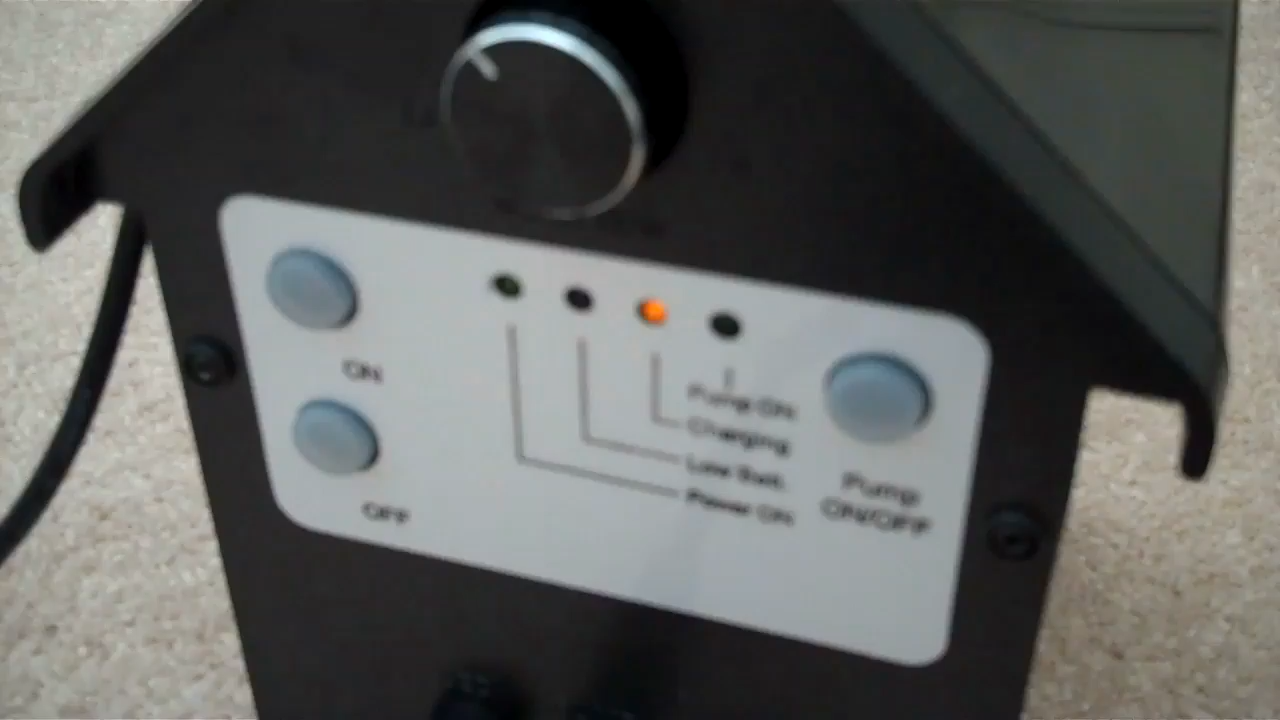 ON
OFF
Pump ON
Charging
Low Batt.
Power ON
Pump
ON/OFF